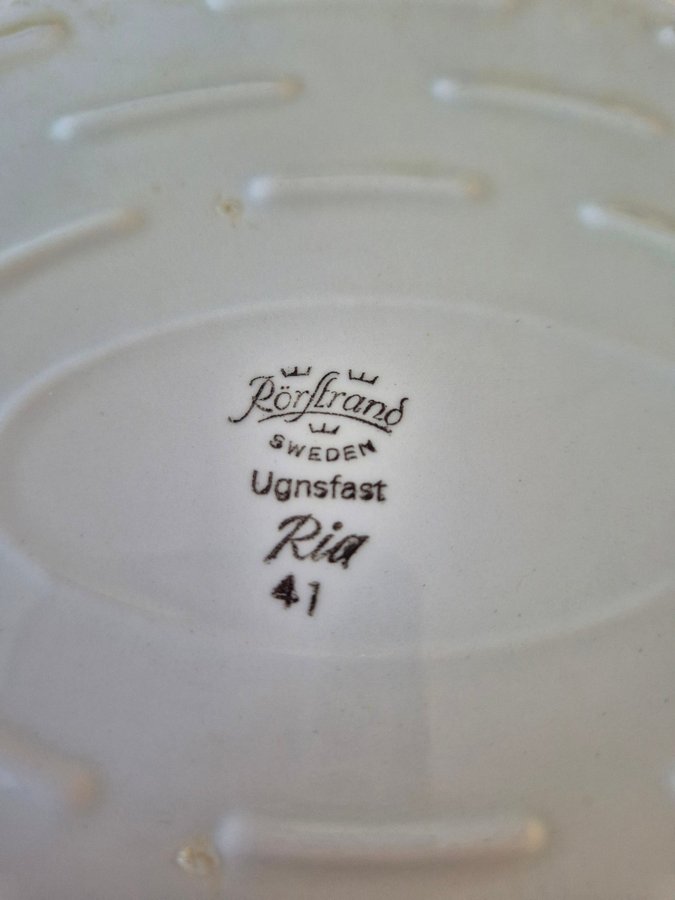 Rörstrand
SWEDEN
Ugnsfast
Ria
41